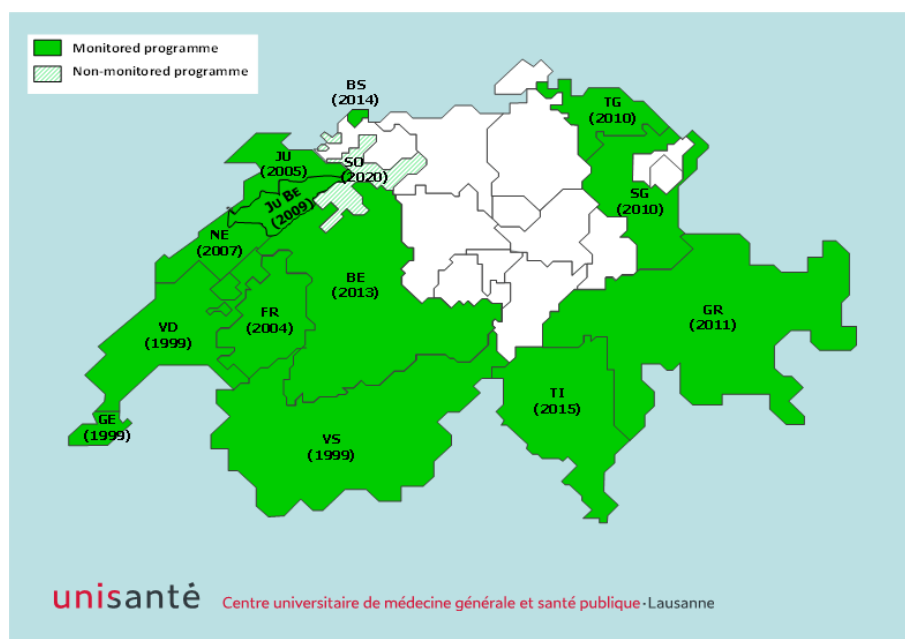 Monitored programme
Non-monitored programme
BS
(2014)
TG
(2010)
JU
(2005)
SO
(2020)
JU BE
(2009)
SG
(2010)
NE
(2007)
BE
(2013)
GR
(2011)
FR
(2004)
VD
(1999)
TI
(2015)
GE
(1999)
VS
(1999)
unisanté Centre universitaire de médecine générale et santé publique·Lausanne